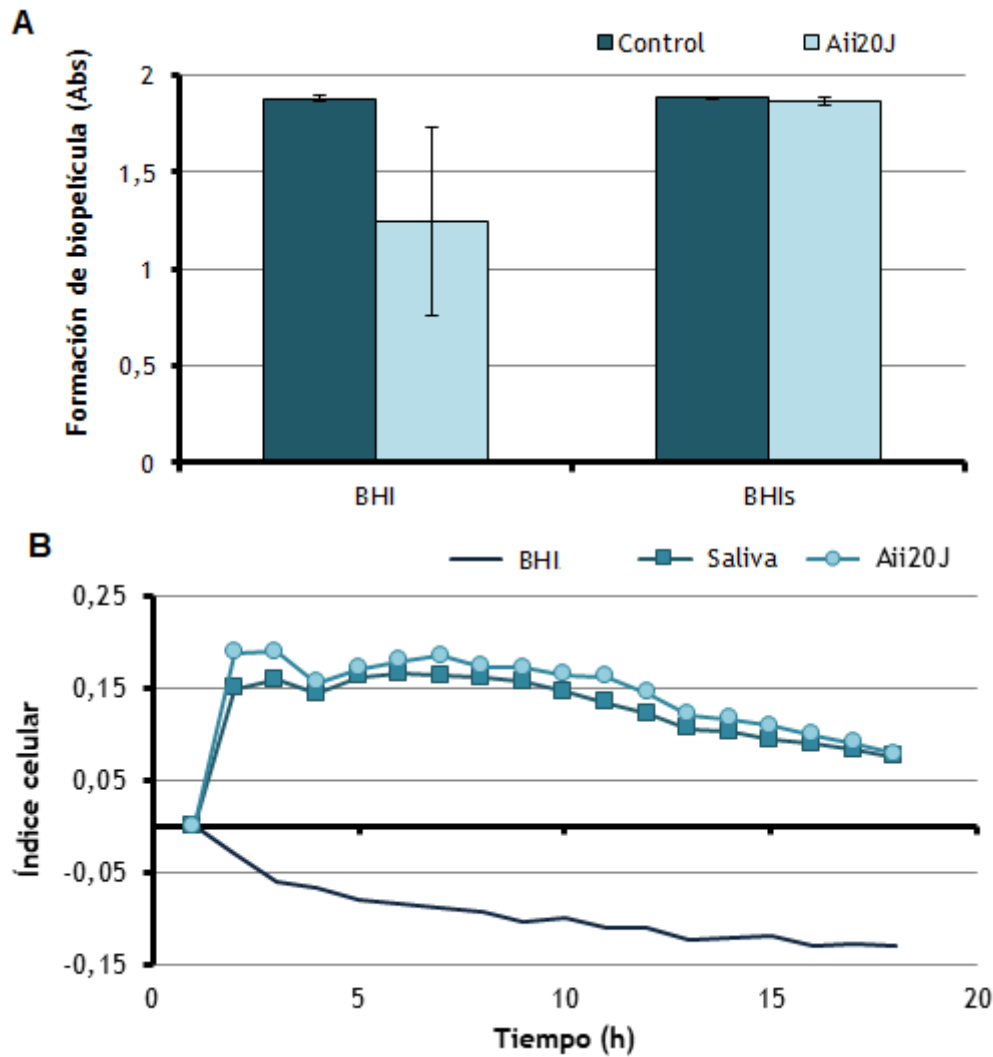 A
Control Aii20J
Formación de biopelícula (Abs)
2
1,5
1
0,5
0
BHI BHIs
B
BHI Saliva Aii20J
Índice celular
0,25
0,15
0,05
-0,05
-0,15
0 5 10 15 20
Tiempo (h)